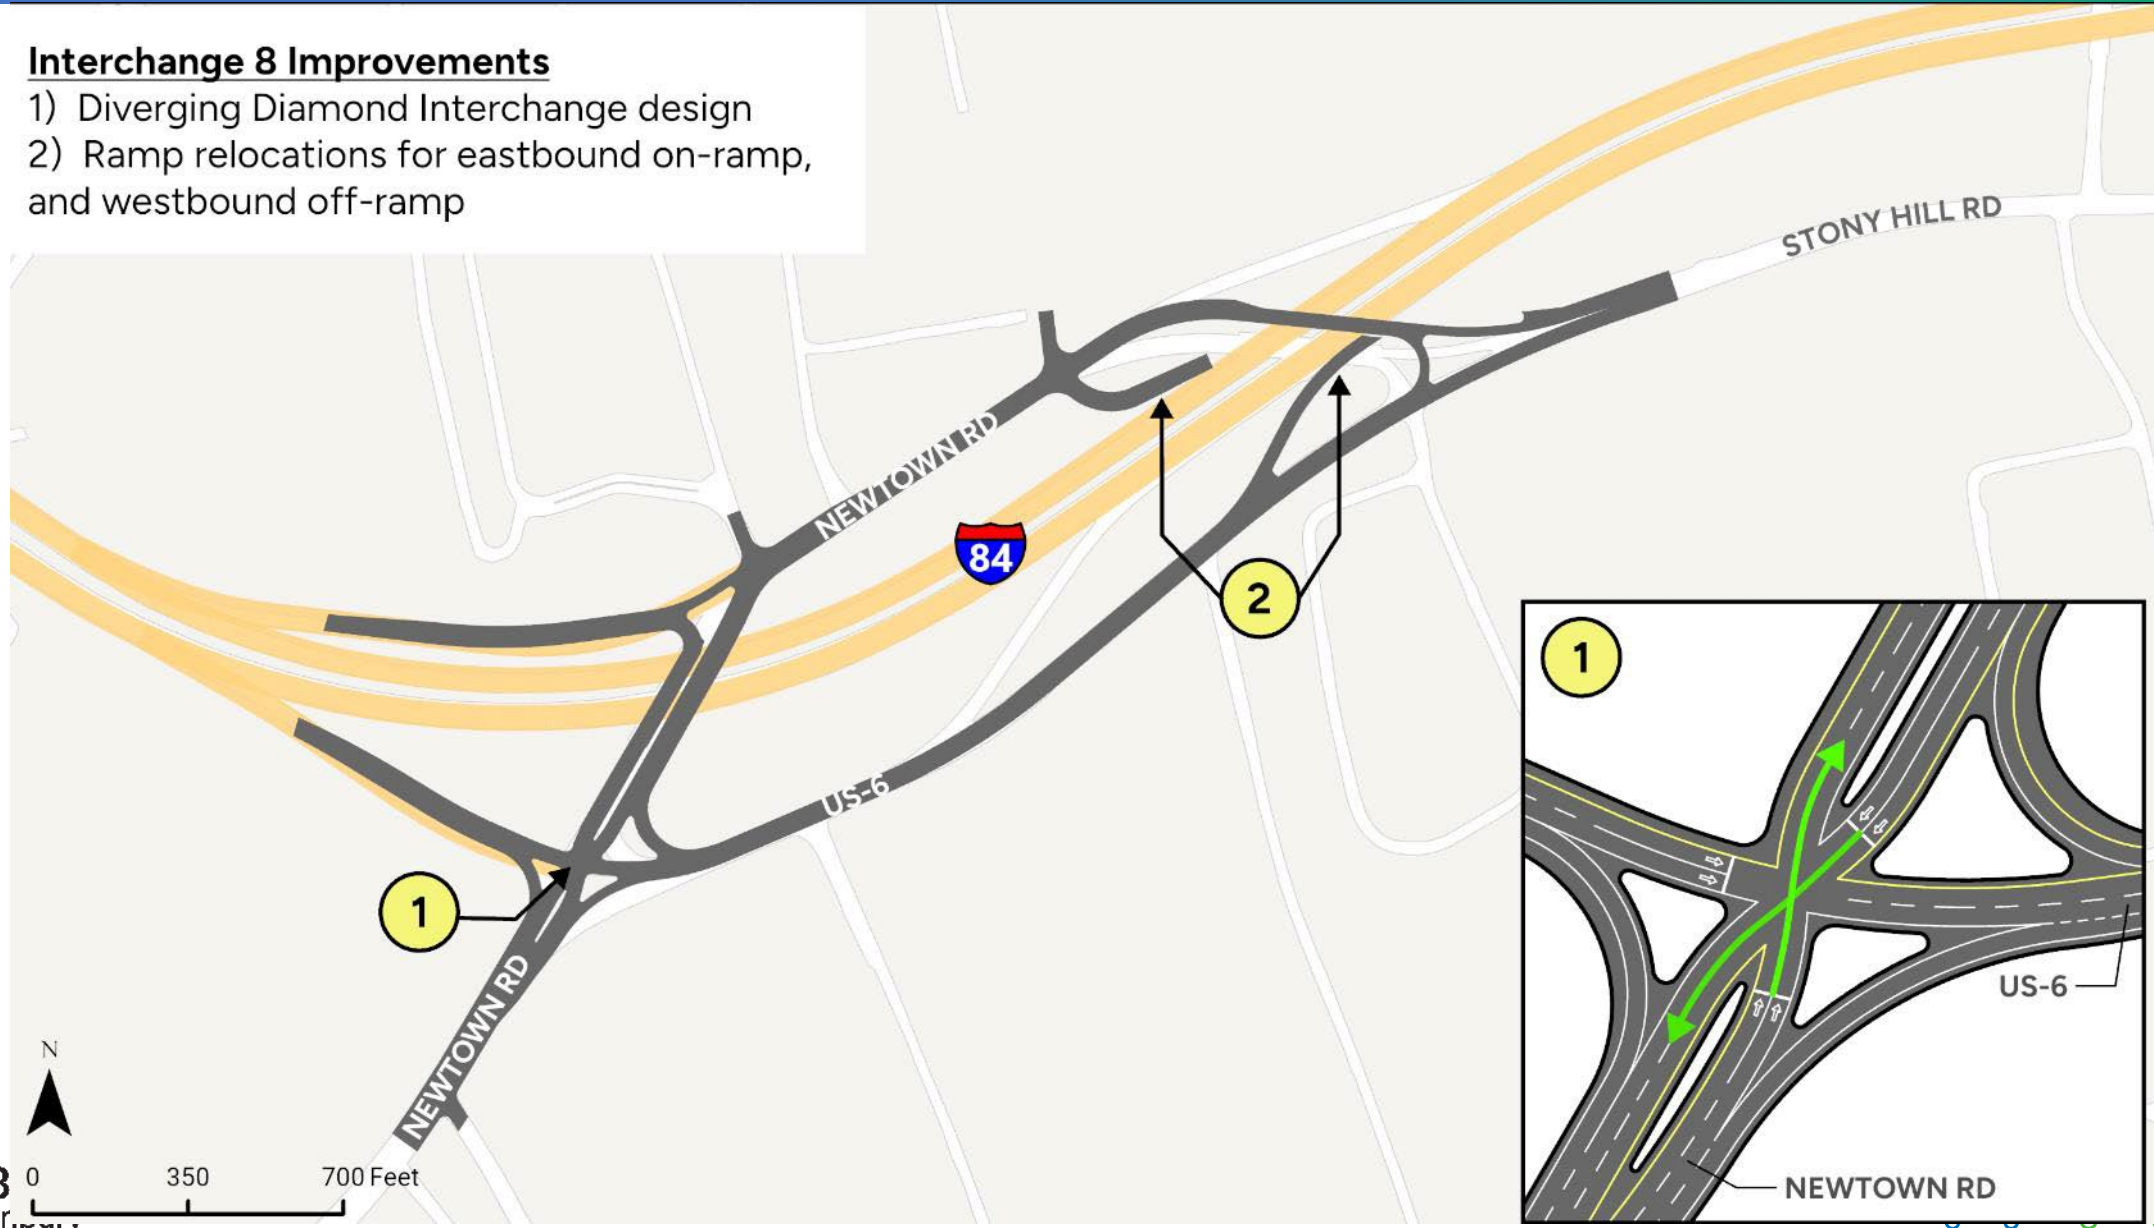 Interchange 8 Improvements
1) Diverging Diamond Interchange design
2) Ramp relocations for eastbound on-ramp,
and westbound off-ramp
STONY HILL RD
NEWTOWN RD
84
2
1
US-6
1
NEWTOWN RD
US-6
NEWTOWN RD
N
0 350 700 Feet